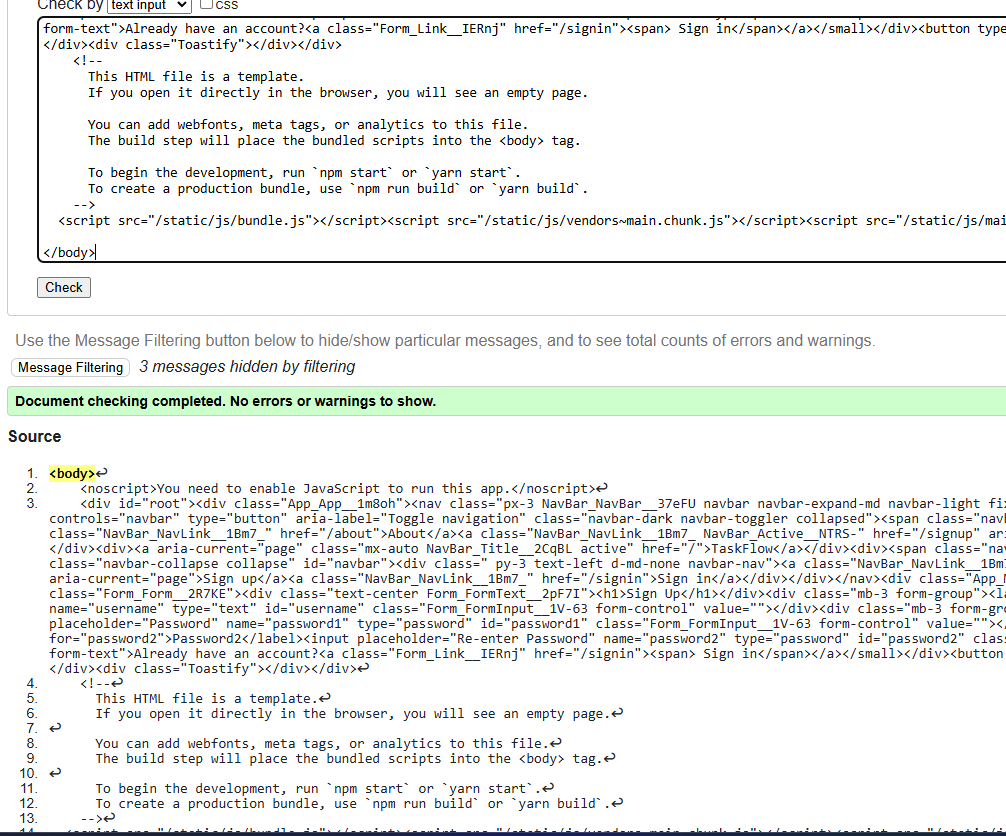 Check by text input css
form-text">Already have an account?<a class="Form_Link__IERnj" href="/signin"><span> Sign in</span></a></small></div><button type
</div><div class="Toastify"></div></div>
<!--
This HTML file is a template.
If you open it directly in the browser, you will see an empty page.
You can add webfonts, meta tags, or analytics to this file.
The build step will place the bundled scripts into the <body> tag.
To begin the development, run `npm start` or `yarn start`.
To create a production bundle, use `npm run build` or `yarn build`.
-->
<script src="/static/js/bundle.js"></script><script src="/static/js/vendors~main.chunk.js"></script><script src="/static/js/mai
</body>
Check
Use the Message Filtering button below to hide/show particular messages, and to see total counts of errors and warnings.
Message Filtering 3 messages hidden by filtering
Document checking completed. No errors or warnings to show.
Source
1. <body>↩
2. <noscript>You need to enable JavaScript to run this app.</noscript>↩
3. <div id="root"><div class="App_App__1m8oh"><nav class="px-3 NavBar_NavBar__37eFU navbar navbar-expand-md navbar-light fix
controls="navbar" type="button" aria-label="Toggle navigation" class="navbar-dark navbar-toggler collapsed"><span class="nav
class="NavBar_NavLink__1Bm7_" href="/about">About</a><a class="NavBar_NavLink__1Bm7_ NavBar_Active__NTRS-" href="/signup" ari
</div><div><a aria-current="page" class="mx-auto NavBar_Title__2CqBL active" href="/">TaskFlow</a></div><div><span class="nav
class="navbar-collapse collapse" id="navbar"><div class=" py-3 text-left d-md-none navbar-nav"><a class="NavBar_NavLink__1Bm7
aria-current="page">Sign up</a><a class="NavBar_NavLink__1Bm7_" href="/signin">Sign in</a></div></div></nav><div class="App_M
class="Form_Form__2R7KE"><div class="text-center Form_FormText__2pF7I"><h1>Sign Up</h1></div><div class="mb-3 form-group"><la
name="username" type="text" id="username" class="Form_FormInput__1V-63 form-control" value=""></div><div class="mb-3 form-gro
placeholder="Password" name="password1" type="password" id="password1" class="Form_FormInput__1V-63 form-control" value=""></
for="password2">Password2</label><input placeholder="Re-enter Password" name="password2" type="password" id="password2" clas
form-text">Already have an account?<a class="Form_Link__IERnj" href="/signin"><span> Sign in</span></a></small></div><button
</div><div class="Toastify"></div></div>↩
4. <!--↩
5. This HTML file is a template.↩
6. If you open it directly in the browser, you will see an empty page.↩
7. ↩
8. You can add webfonts, meta tags, or analytics to this file.↩
9. The build step will place the bundled scripts into the <body> tag.↩
10. ↩
11. To begin the development, run `npm start` or `yarn start`.↩
12. To create a production bundle, use `npm run build` or `yarn build`.↩
13. -->↩